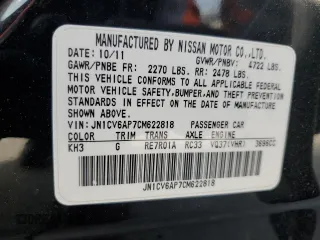 MANUFACTURED BY NISSAN MOTOR CO.,LTD.
DATE: 10/11 GVWR/PNBV: 4722 LBS.
GAWR/PNBE FR: 2270 LBS. RR: 2478 LBS.
THIS VEHICLE CONFORMS TO ALL APPLICABLE FEDERAL
MOTOR VEHICLE SAFETY, BUMPER, AND THEFT PREVENTION
STANDARDS IN EFFECT ON THE DATE OF MANUFACTURE
SHOWN ABOVE.
VIN: JN1CV6AP7CM622818 PASSENGER CAR
COLOR TRIM TRANS AXLE ENGINE
KH3 G RE7R01A RC33 VQ37(VHR) 3696CC
JN1CV6AP7CM622818